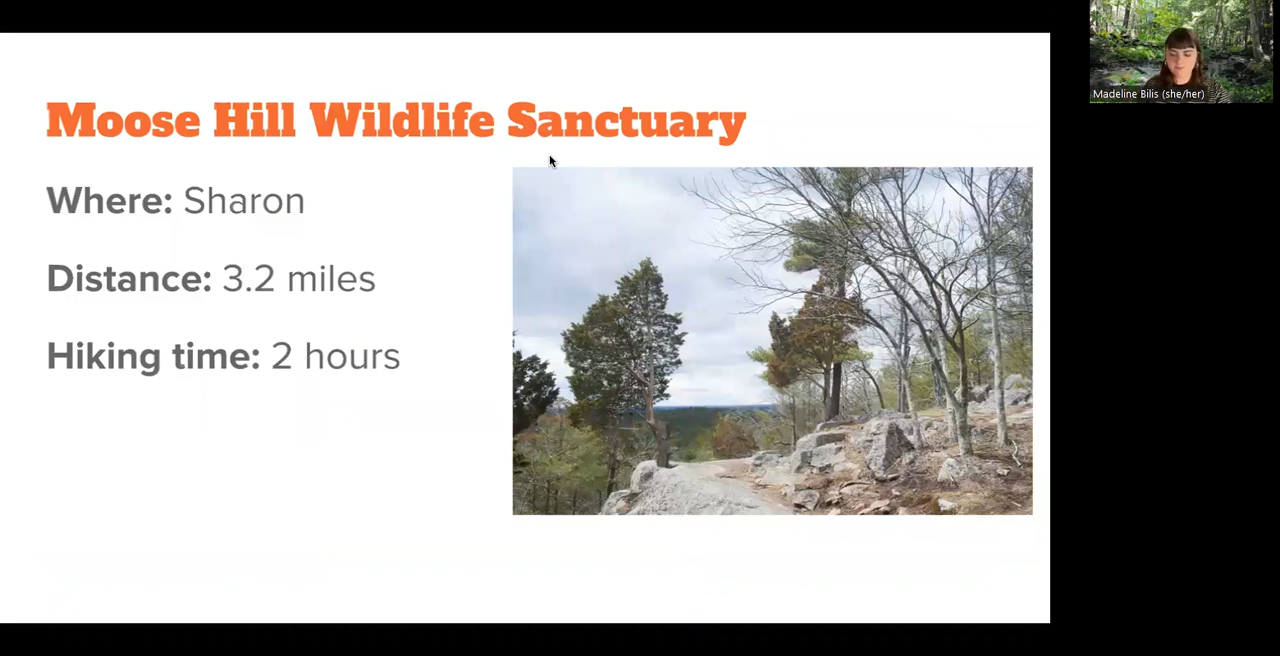 Moose Hill Wildlife Sanctuary
Where: Sharon
Distance: 3.2 miles
Hiking time: 2 hours
Madeline Bilis (she/her)